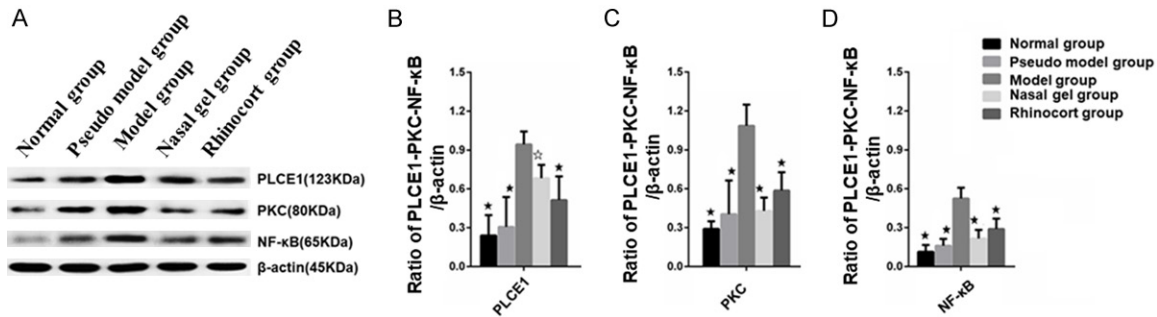 A
Normal group
Pseudo model group
Model group
Nasal gel group
Rhinocort group
PLCE1(123KDa)
PKC(80KDa)
NF-κB(65KDa)
β-actin(45KDa)
B
Ratio of PLCE1-PKC-NF-κB
/β-actin
1.5
1.2
0.9
0.6
0.3
0.0
PLCE1
C
Ratio of PLCE1-PKC-NF-κB
/β-actin
1.5
1.2
0.9
0.6
0.3
0.0
PKC
D
Ratio of PLCE1-PKC-NF-κB
/β-actin
1.5
1.2
0.9
0.6
0.3
0.0
NF-κB
Normal group
Pseudo model group
Model group
Nasal gel group
Rhinocort group